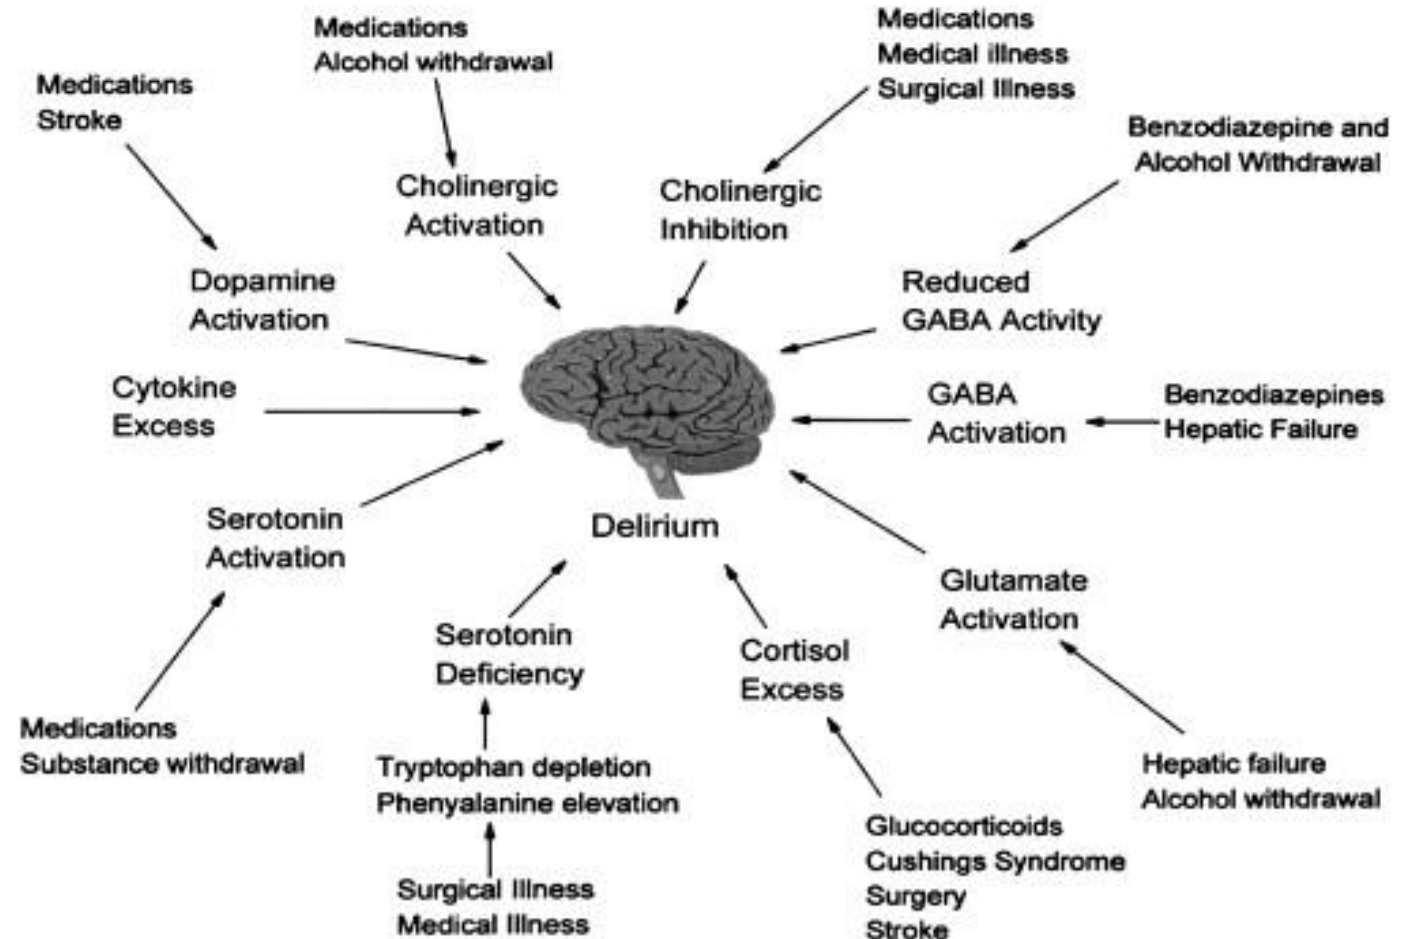 Medications
Alcohol withdrawal
Medications
Medical illness
Surgical Illness
Medications
Stroke
Benzodiazepine and
Alcohol Withdrawal
Cholinergic
Activation
Cholinergic
Inhibition
Dopamine
Activation
Reduced
GABA Activity
Cytokine
Excess
GABA
Activation
Benzodiazepines
Hepatic Failure
Serotonin
Activation
Delirium
Glutamate
Activation
Serotonin
Deficiency
Cortisol
Excess
Medications
Substance withdrawal
Tryptophan depletion
Phenyalanine elevation
Hepatic failure
Alcohol withdrawal
Glucocorticoids
Cushings Syndrome
Surgery
Stroke
Surgical Illness
Medical Illness